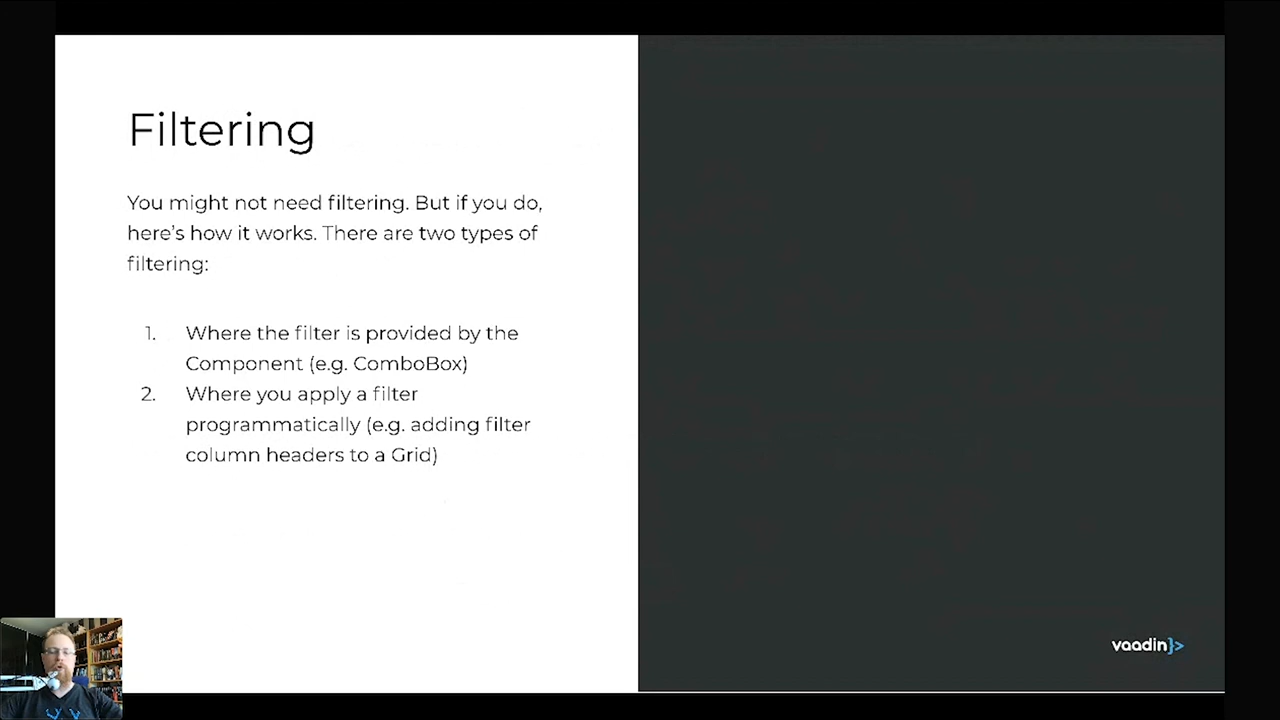 Filtering
You might not need filtering. But if you do,
here's how it works. There are two types of
filtering:
1. Where the filter is provided by the
Component (e.g. ComboBox)
2. Where you apply a filter
programmatically (e.g. adding filter
column headers to a Grid)
vaadin}>